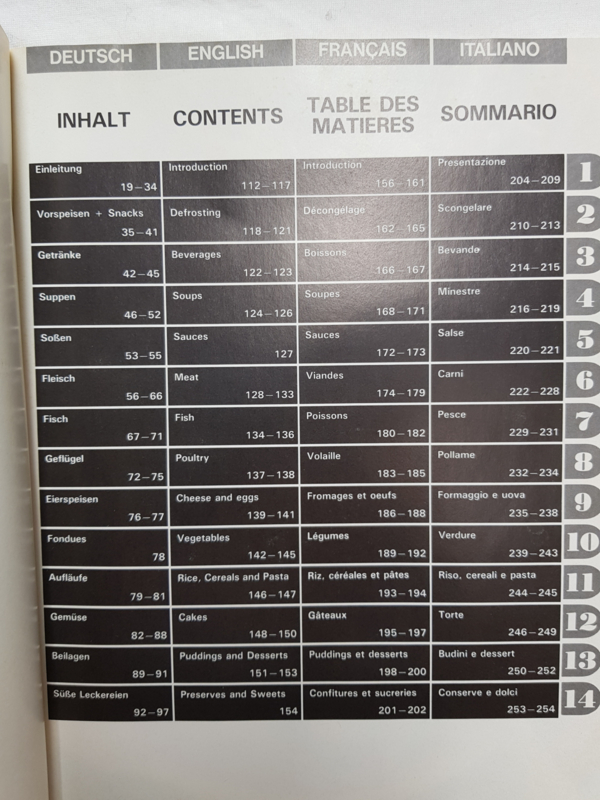 DEUTSCH ENGLISH FRANÇAIS ITALIANO
INHALT CONTENTS TABLE DES MATIERES SOMMARIO
Einleitung Introduction Introduction Presentazione
19—34 112—117 156—161 204—209 1
Vorspeisen + Snacks Defrosting Décongelage Scongelare
35—41 118—121 162—165 210—213 2
Getränke Beverages Boissons Bevande
42—45 122—123 166—167 214—215 3
Suppen Soups Soupes Minestre
46—52 124—126 168—171 216—219 4
Soßen Sauces Sauces Salse
53—55 127 172—173 220—221 5
Fleisch Meat Viandes Carni
56—66 128—133 174—179 222—228 6
Fisch Fish Poissons Pesce
67—71 134—136 180—182 229—231 7
Geflügel Poultry Volaille Pollame
72—75 137—138 183—185 232—234 8
Eierspeisen Cheese and eggs Fromages et oeufs Formaggio e uova
76—77 139—141 186—188 235—238 9
Fondues Vegetables Légumes Verdure
78 142—145 189—192 239—243 10
Aufläufe Rice, Cereals and Pasta Riz, céréales et pâtes Riso, cereali e pasta
79—81 146—147 193—194 244—245 11
Gemüse Cakes Gâteaux Torte
82—88 148—150 195—197 246—249 12
Beilagen Puddings and Desserts Puddings et desserts Budini e dessert
89—91 151—153 198—200 250—252 13
Süße Leckereien Preserves and Sweets Confitures et sucreries Conserve e dolci
92—97 154 201—202 253—254 14